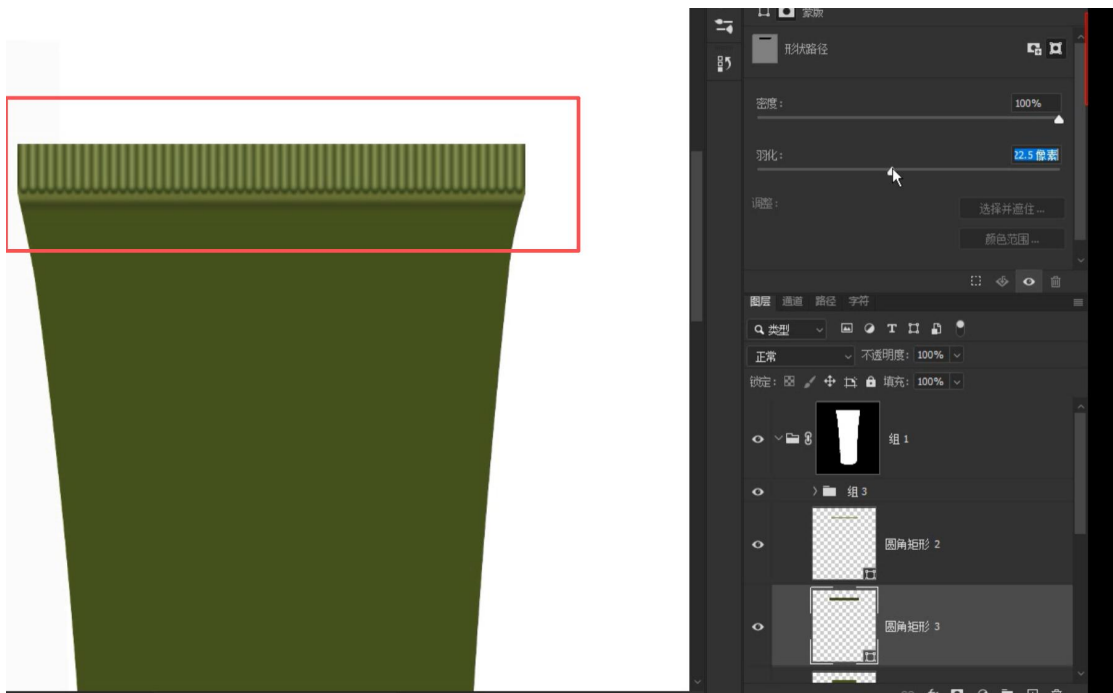 蒙版
形状路径
密度: 100%
羽化: 22.5 像素
调整:
选择并遮住...
颜色范围...
图层 通道 路径 字符
类型
正常 不透明度: 100%
锁定: 填充: 100%
组 1
组 3
圆角矩形 2
圆角矩形 3